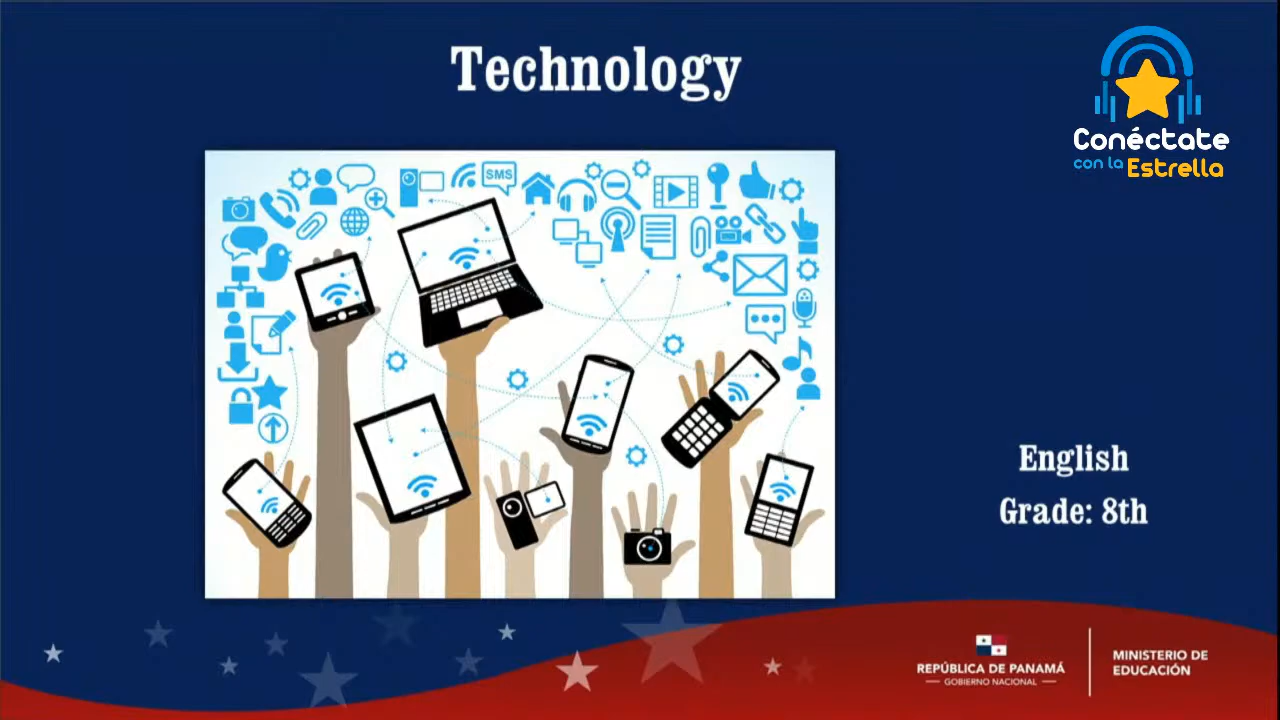 Technology
Conéctate
con la Estrella
SMS
English
Grade: 8th
REPÚBLICA DE PANAMÁ
— GOBIERNO NACIONAL —
MINISTERIO DE
EDUCACIÓN